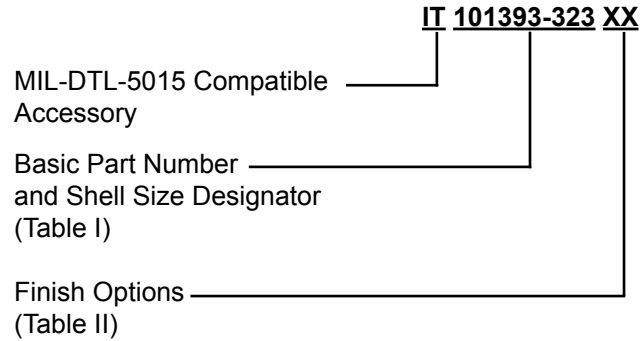 IT 101393-323 XX
MIL-DTL-5015 Compatible
Accessory
Basic Part Number
and Shell Size Designator
(Table I)
Finish Options
(Table II)